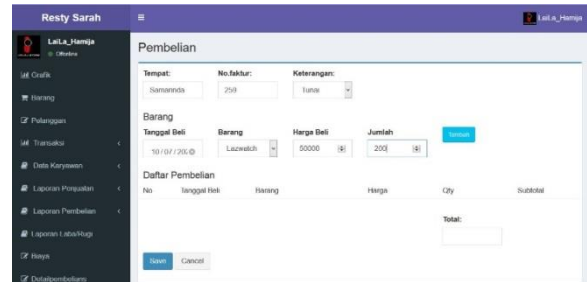 Resty Sarah
LaiLa_Hamija
LaiLa_Hamija
Offline
Pembelian
Grafik
Barang
Pelanggan
Transaksi
Data Karyawan
Laporan Penjualan
Laporan Pembelian
Laporan Laba/Rugi
Biaya
Detailpembelians
Tempat:
No.faktur:
Keterangan:
Samarinda
259
Tunai
Barang
Tanggal Beli
Barang
Harga Beli
Jumlah
Tambah
Lazwatch
50000
200
Daftar Pembelian
No
Tanggal Beli
Barang
Harga
Qty
Subtotal
Total:
Save
Cancel